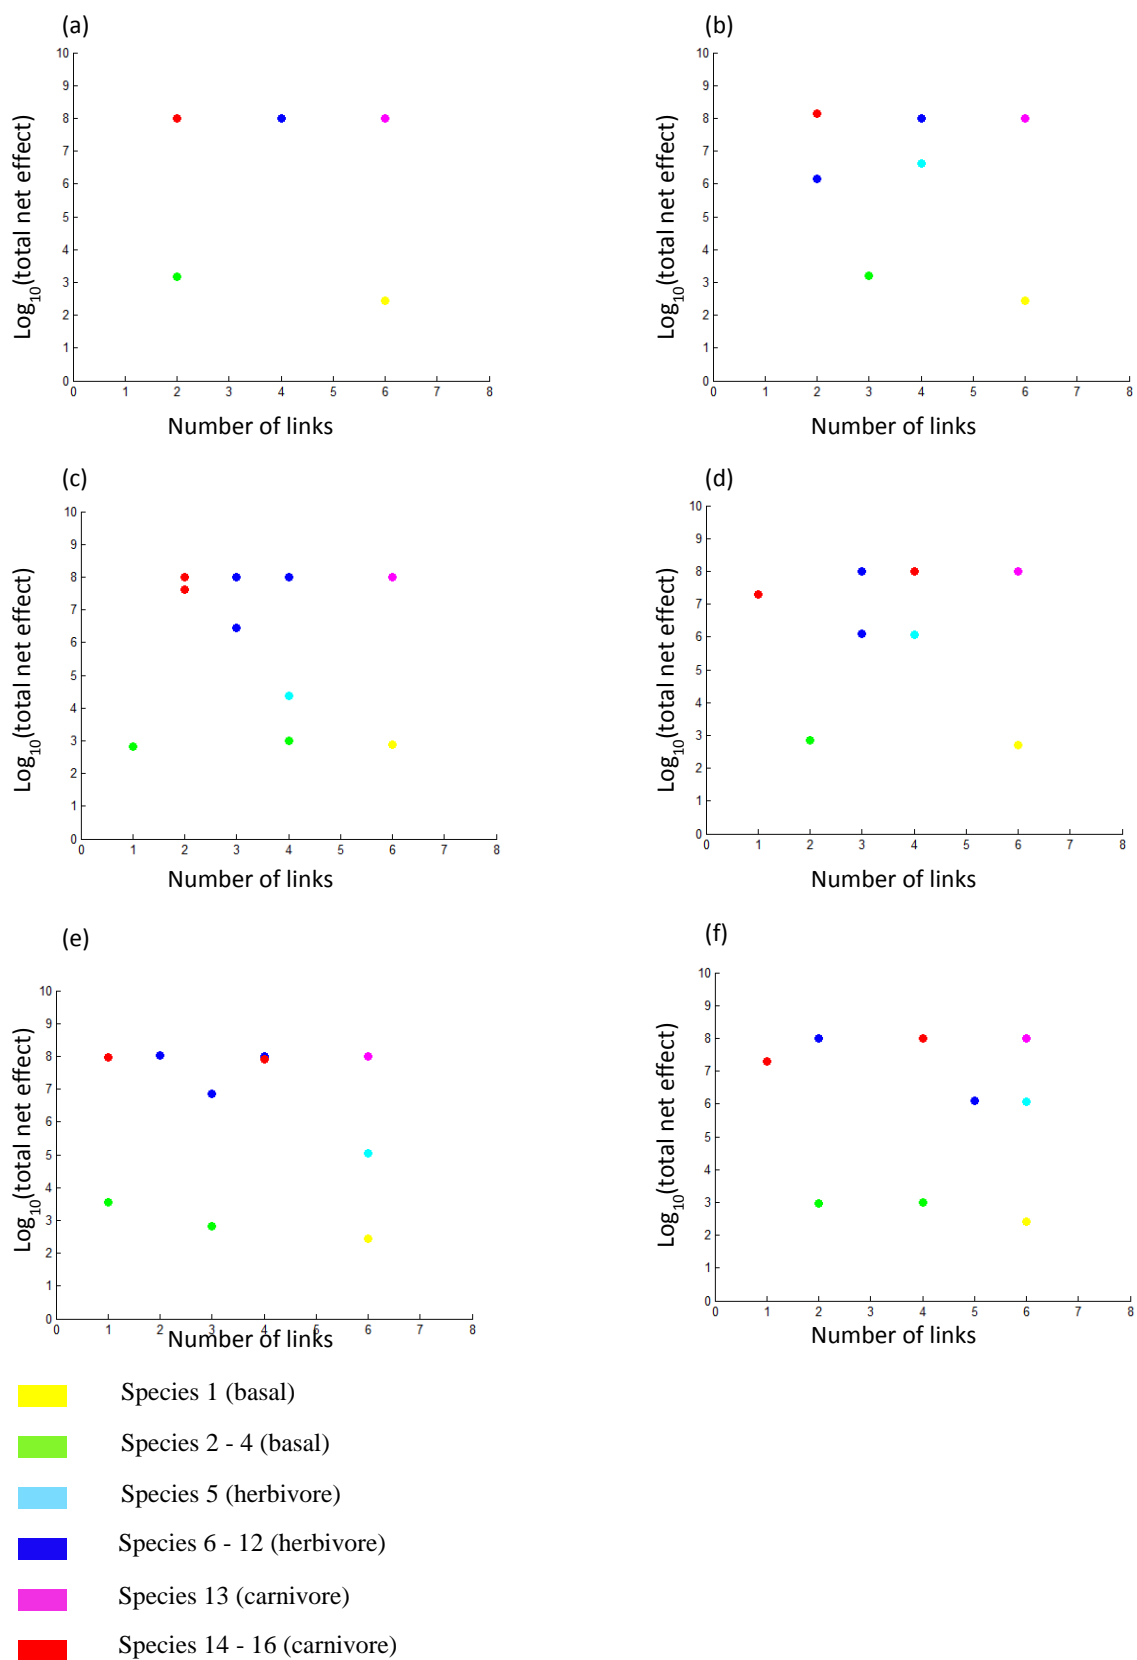 (a)
10
9
8
7
6
5
4
3
2
1
0
0 1 2 3 4 5 6 7 8
Log10(total net effect)
Number of links
(b)
10
9
8
7
6
5
4
3
2
1
0
0 1 2 3 4 5 6 7 8
Log10(total net effect)
Number of links
(c)
10
9
8
7
6
5
4
3
2
1
0
0 1 2 3 4 5 6 7 8
Log10(total net effect)
Number of links
(d)
10
9
8
7
6
5
4
3
2
1
0
0 1 2 3 4 5 6 7 8
Log10(total net effect)
Number of links
(e)
10
9
8
7
6
5
4
3
2
1
0
0 1 2 3 4 5 6 7 8
Log10(total net effect)
Number of links
(f)
10
9
8
7
6
5
4
3
2
1
0
0 1 2 3 4 5 6 7 8
Log10(total net effect)
Number of links
Species 1 (basal)
Species 2 - 4 (basal)
Species 5 (herbivore)
Species 6 - 12 (herbivore)
Species 13 (carnivore)
Species 14 - 16 (carnivore)